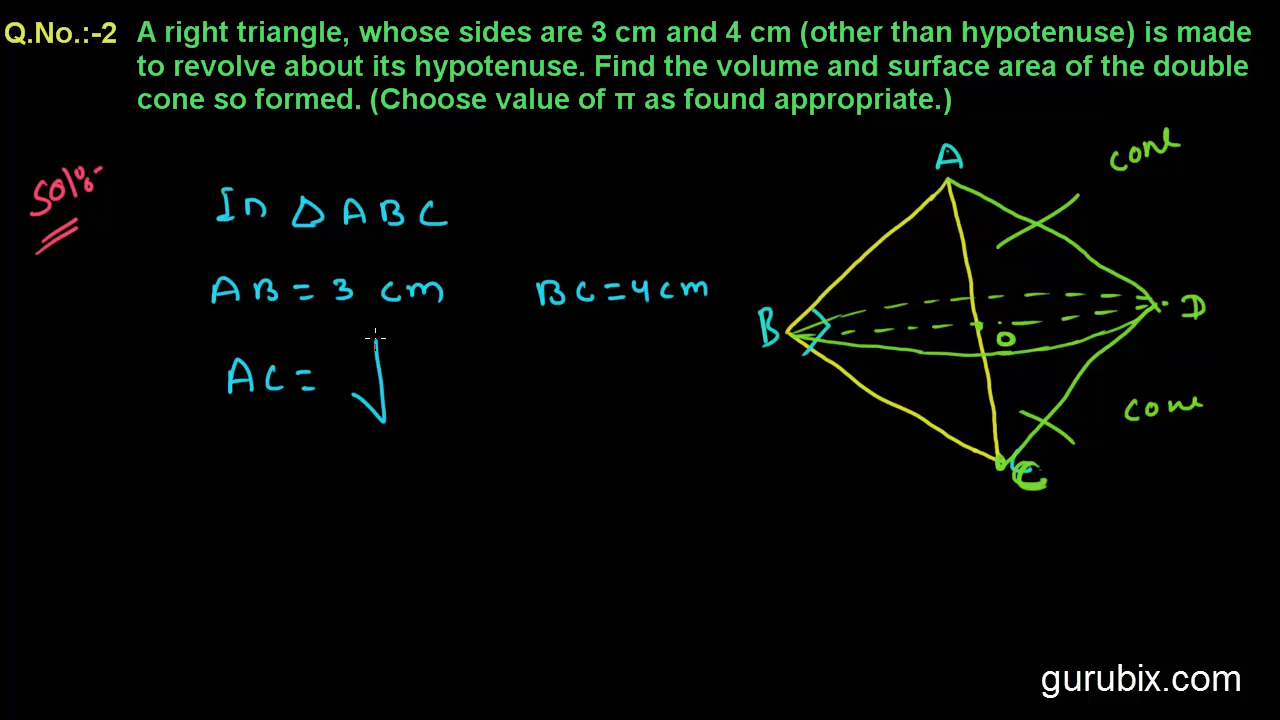 Q.No.:-2 A right triangle, whose sides are 3 cm and 4 cm (other than hypotenuse) is made
to revolve about its hypotenuse. Find the volume and surface area of the double
cone so formed. (Choose value of π as found appropriate.)
Soln:-
In Δ ABC
AB = 3 cm BC = 4 cm
AC = √
A
cone
B
D
O
cone
C
gurubix.com